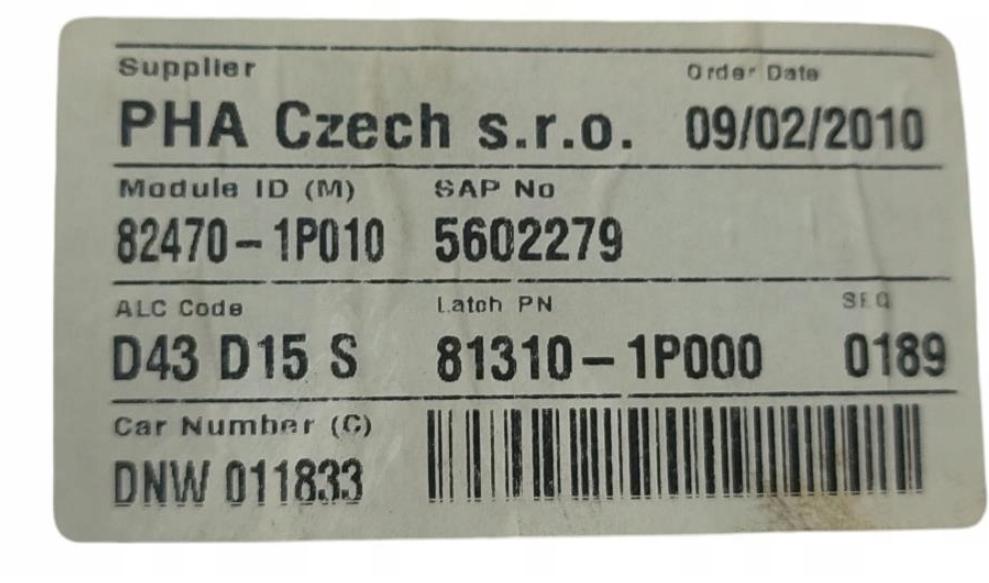 Supplier Order Date
PHA Czech s.r.o. 09/02/2010
Module ID (M) SAP No
82470-1P010 5602279
ALC Code Latch PN SEQ
D43 D15 S 81310-1P000 0189
Car Number (C)
DNW 011833